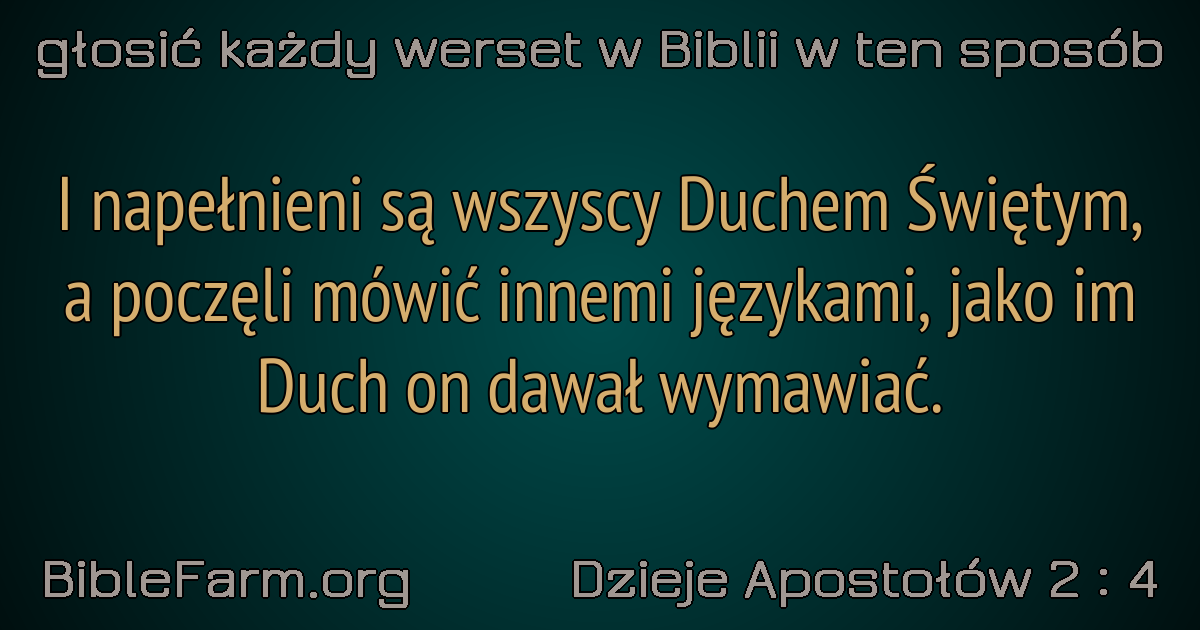 głosić każdy werset w Biblii w ten sposób
I napełnieni są wszyscy Duchem Świętym,
a poczęli mówić innemi językami, jako im
Duch on dawał wymawiać.
BibleFarm.org
Dzieje Apostołów 2 : 4